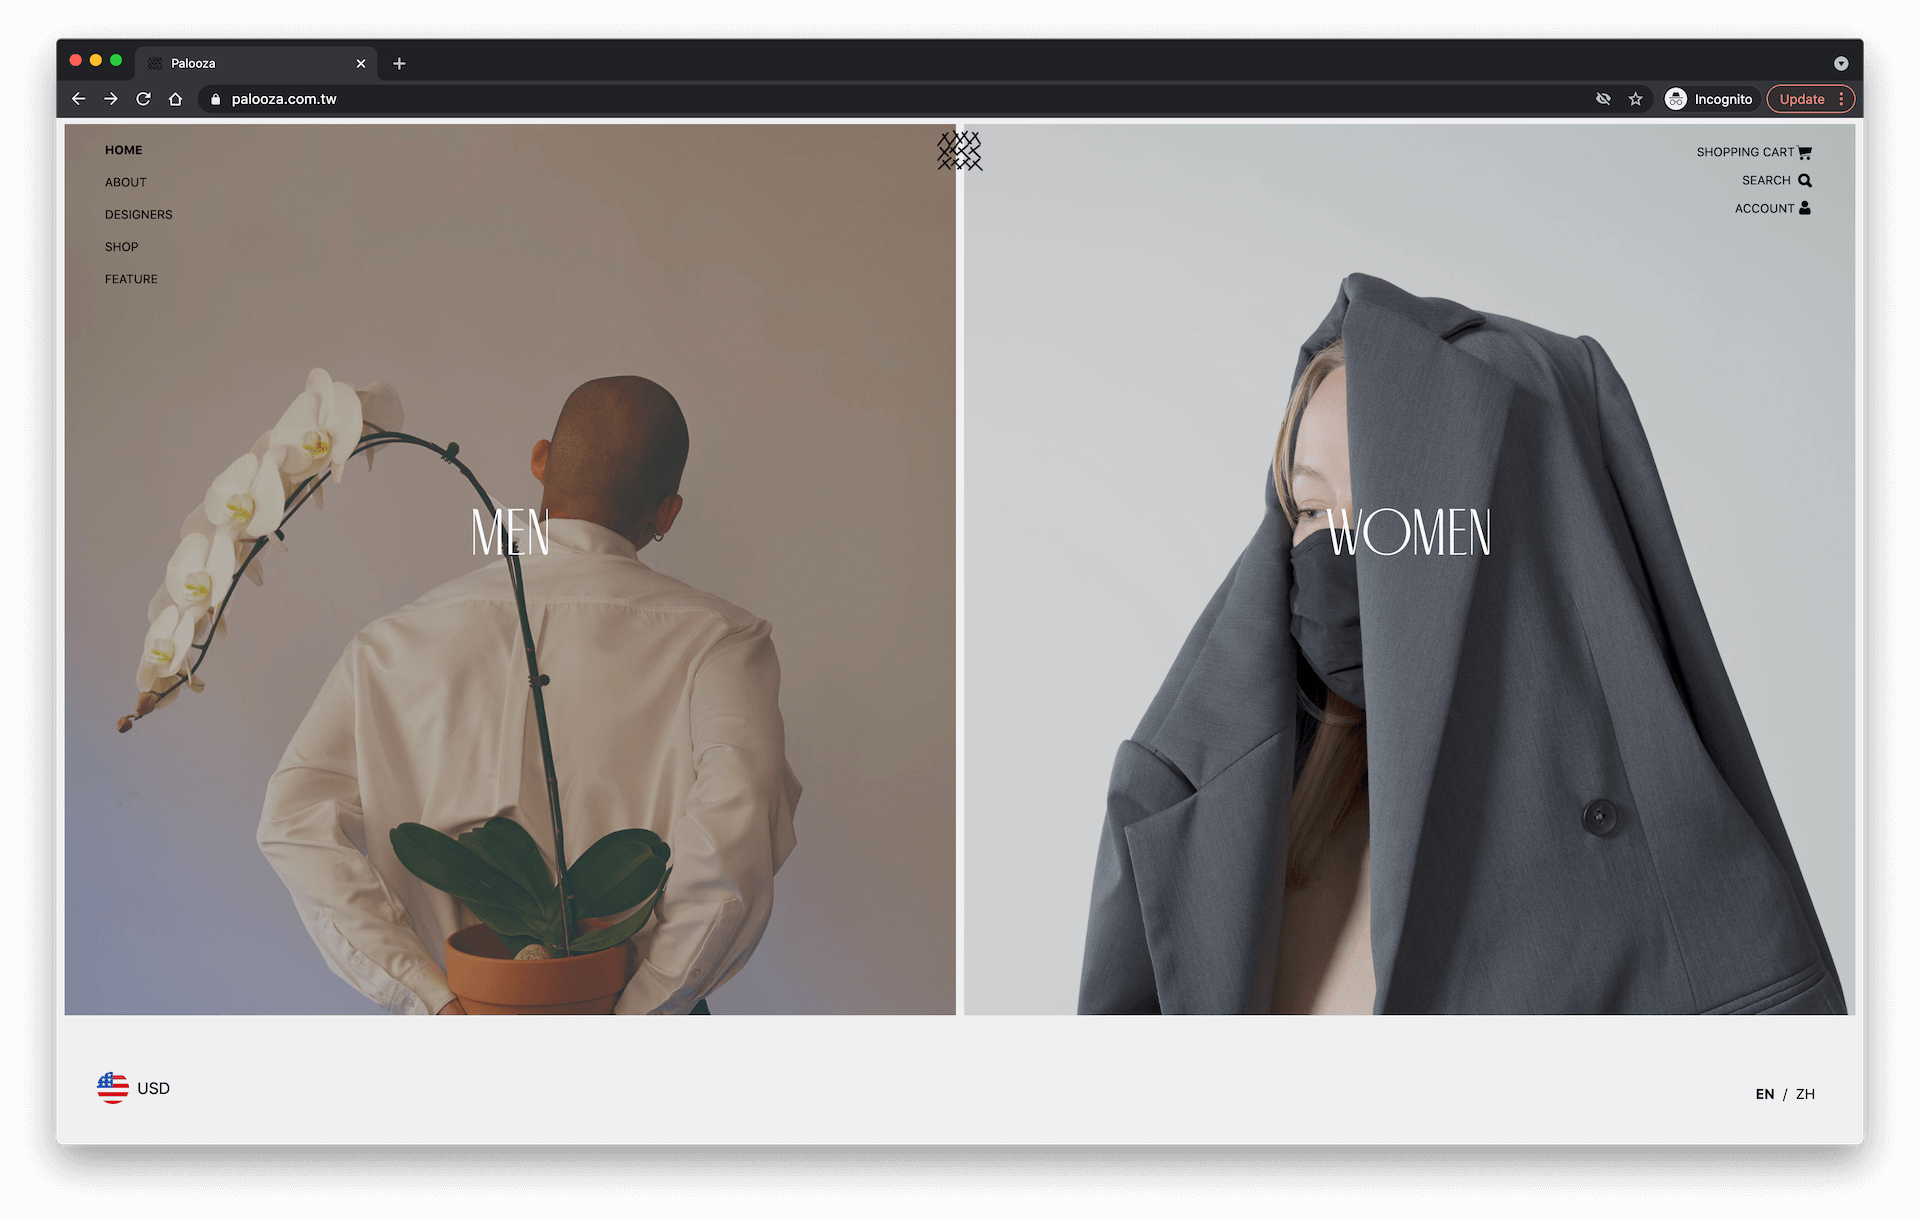 Palooza
palooza.com.tw
Incognito
Update
HOME
ABOUT
DESIGNERS
SHOP
FEATURE
SHOPPING CART
SEARCH
ACCOUNT
MEN
WOMEN
USD
EN / ZH